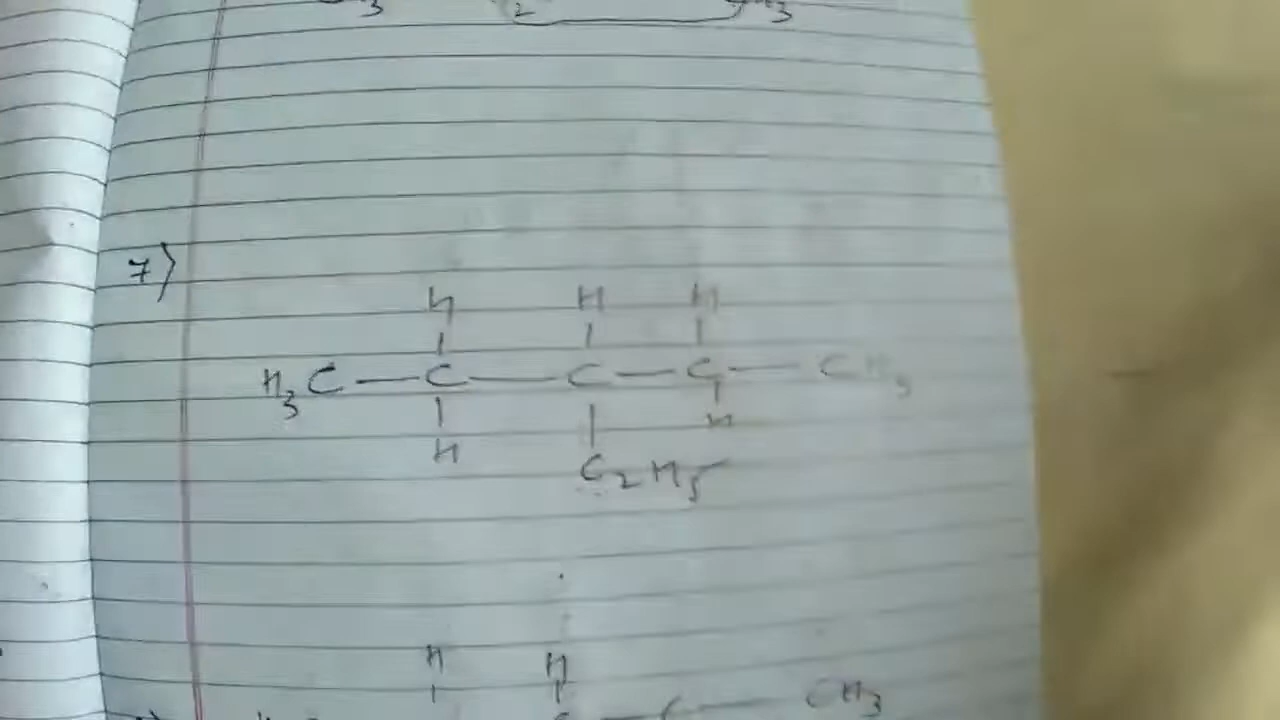 7)
H H H
H3C — C — C — C — CH3
H H
C2H5
H H
C — CH3